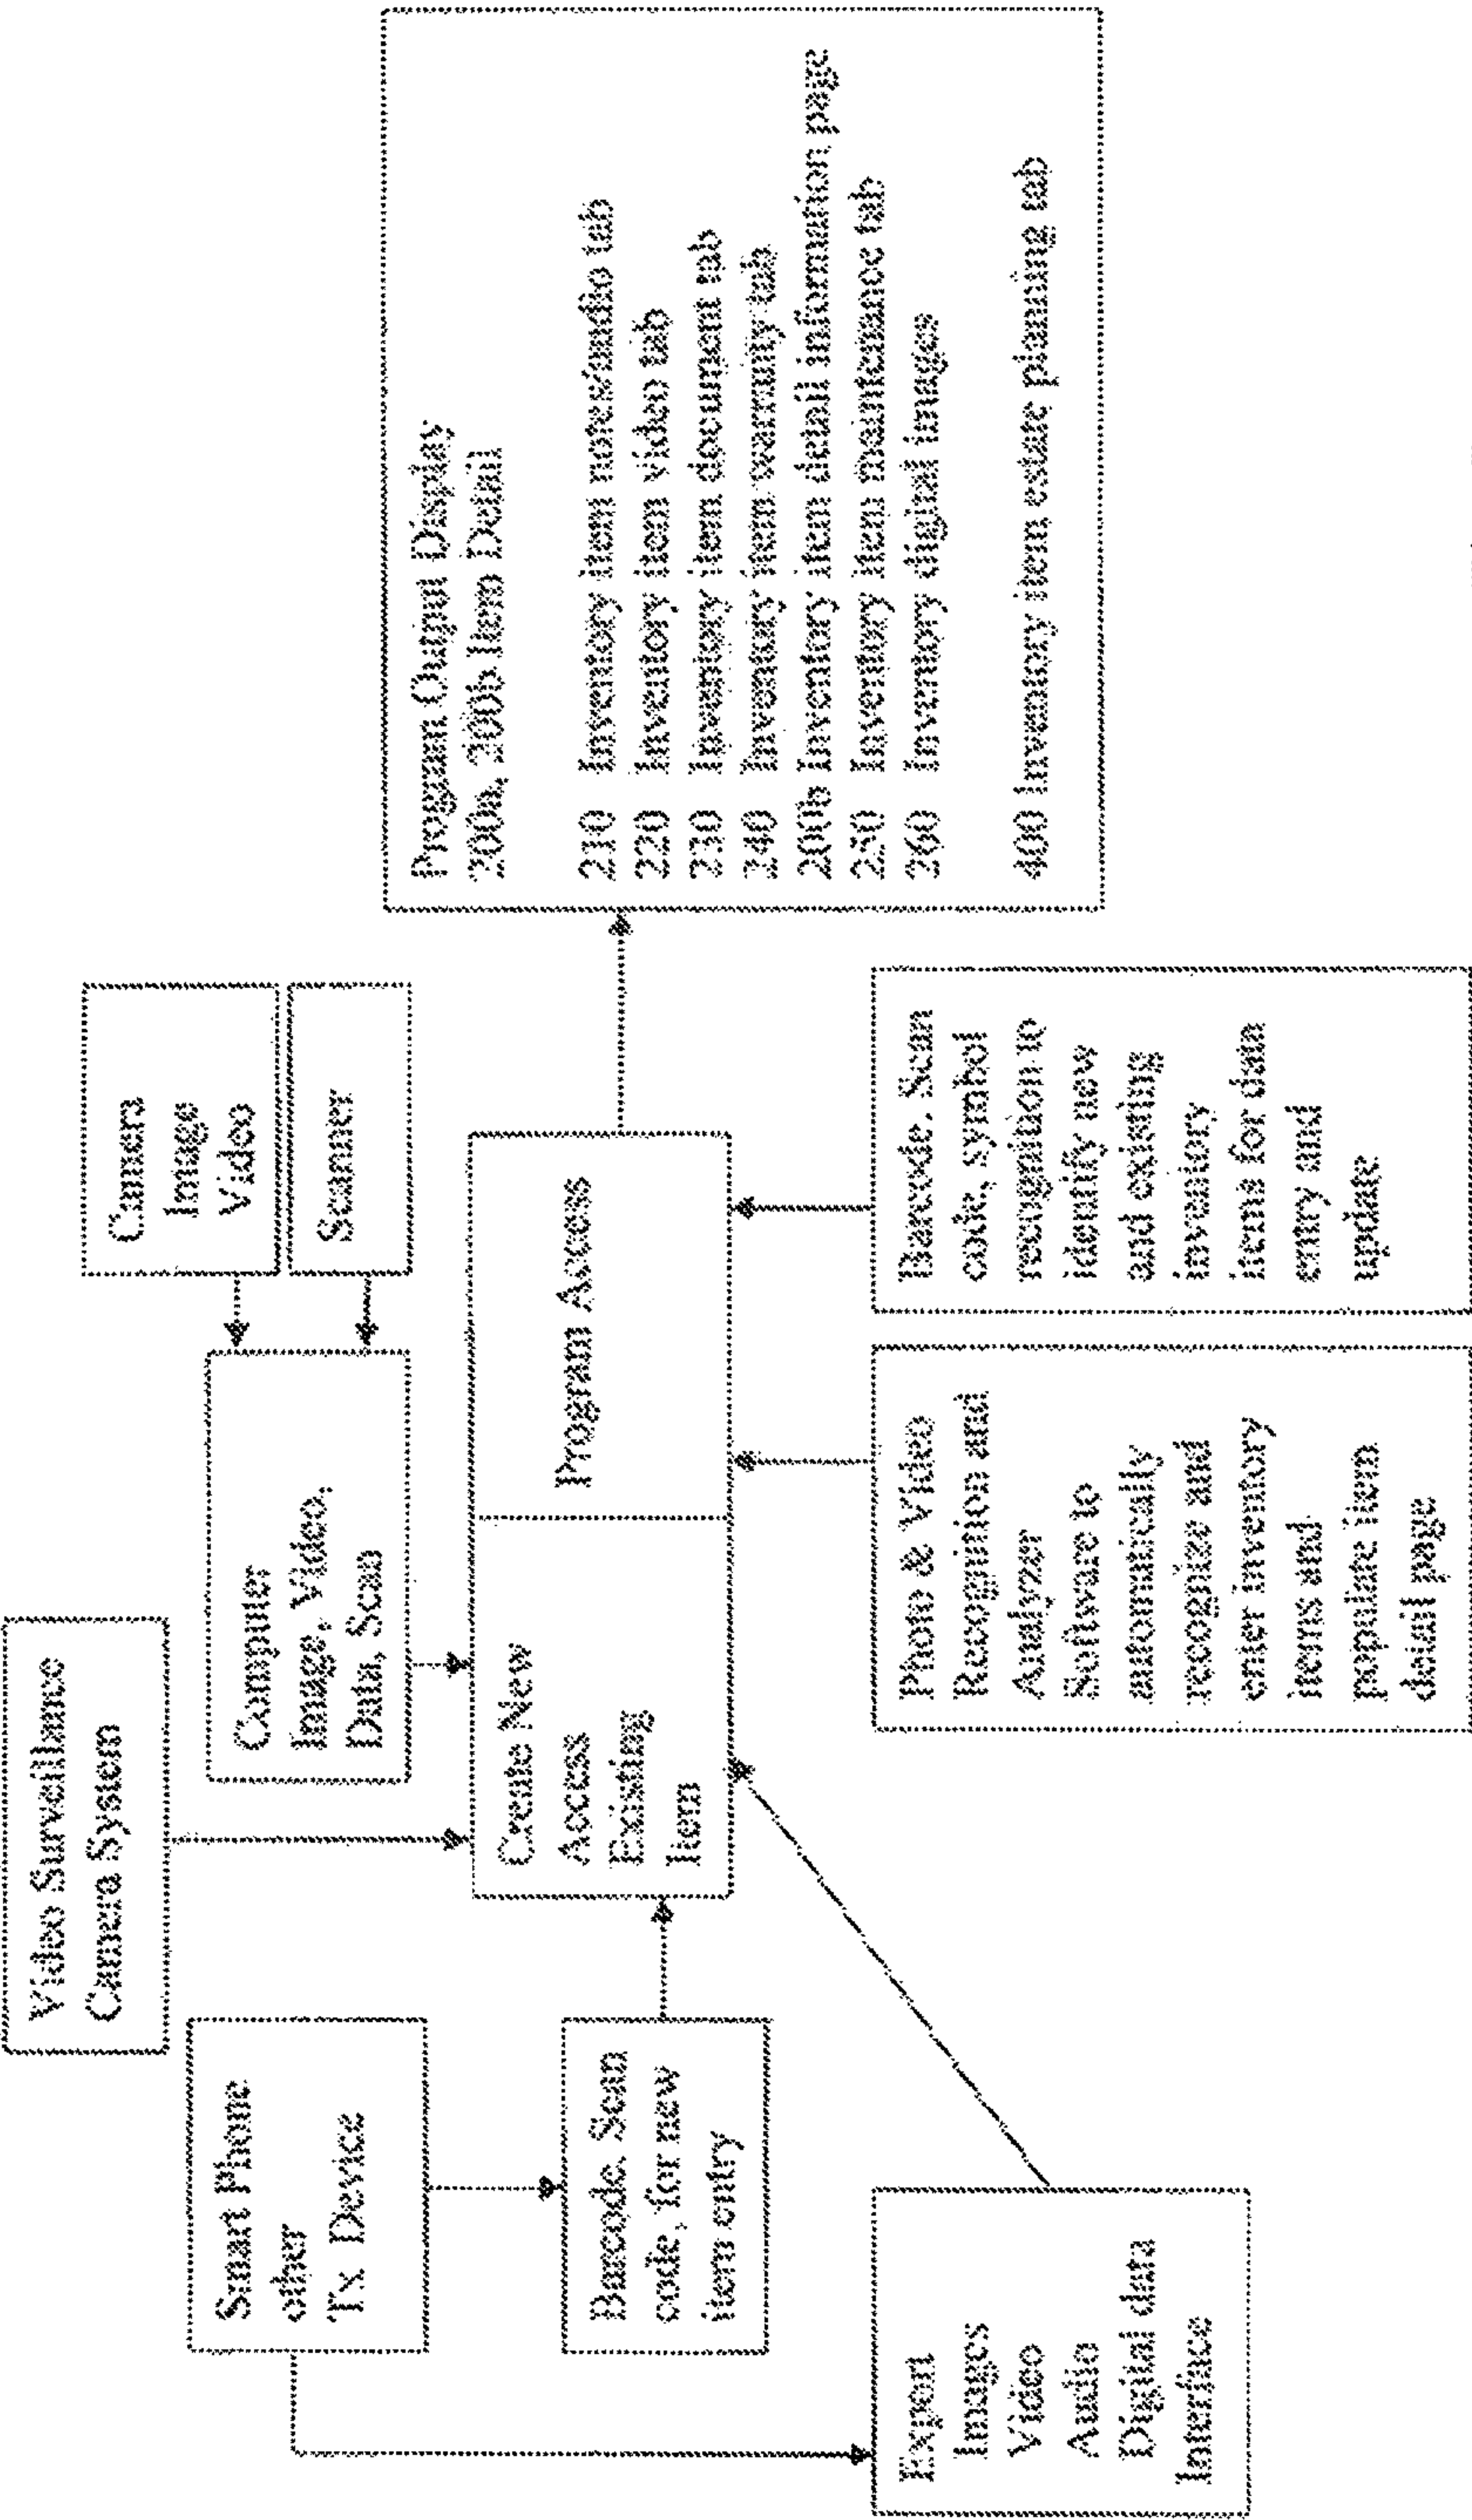 Video Surveillance
Camera System
Smart Phone
other
Tx Device
Computer
Image, Video,
Data, Scan
Camera
Image
Video
Scanner
Barcode, Scan
code, for new
item entry
Create New
Access
Existing
Item
Program Access
Program Output Display
200a, 200b Item Detail
210 Inventory item notes/audio tab
220 Inventory item video tab
230 Inventory item document tab
240 Inventory item warranty tab
200b Inventory item detail information page
250 Inventory item maintenance tab
260 Inventory digital images
400 Inventory item estate planning tab
Export
Images
Video
Audio
Digital data
Interface
Photo & Video
Recognition and
Analyzer
Software to
automatically
recognize and
enter inventory
items and
populate item
detail page
Barcode, Scan
code, symbol
recognition to
identify new
and existing
inventory
items for data
entry and
update